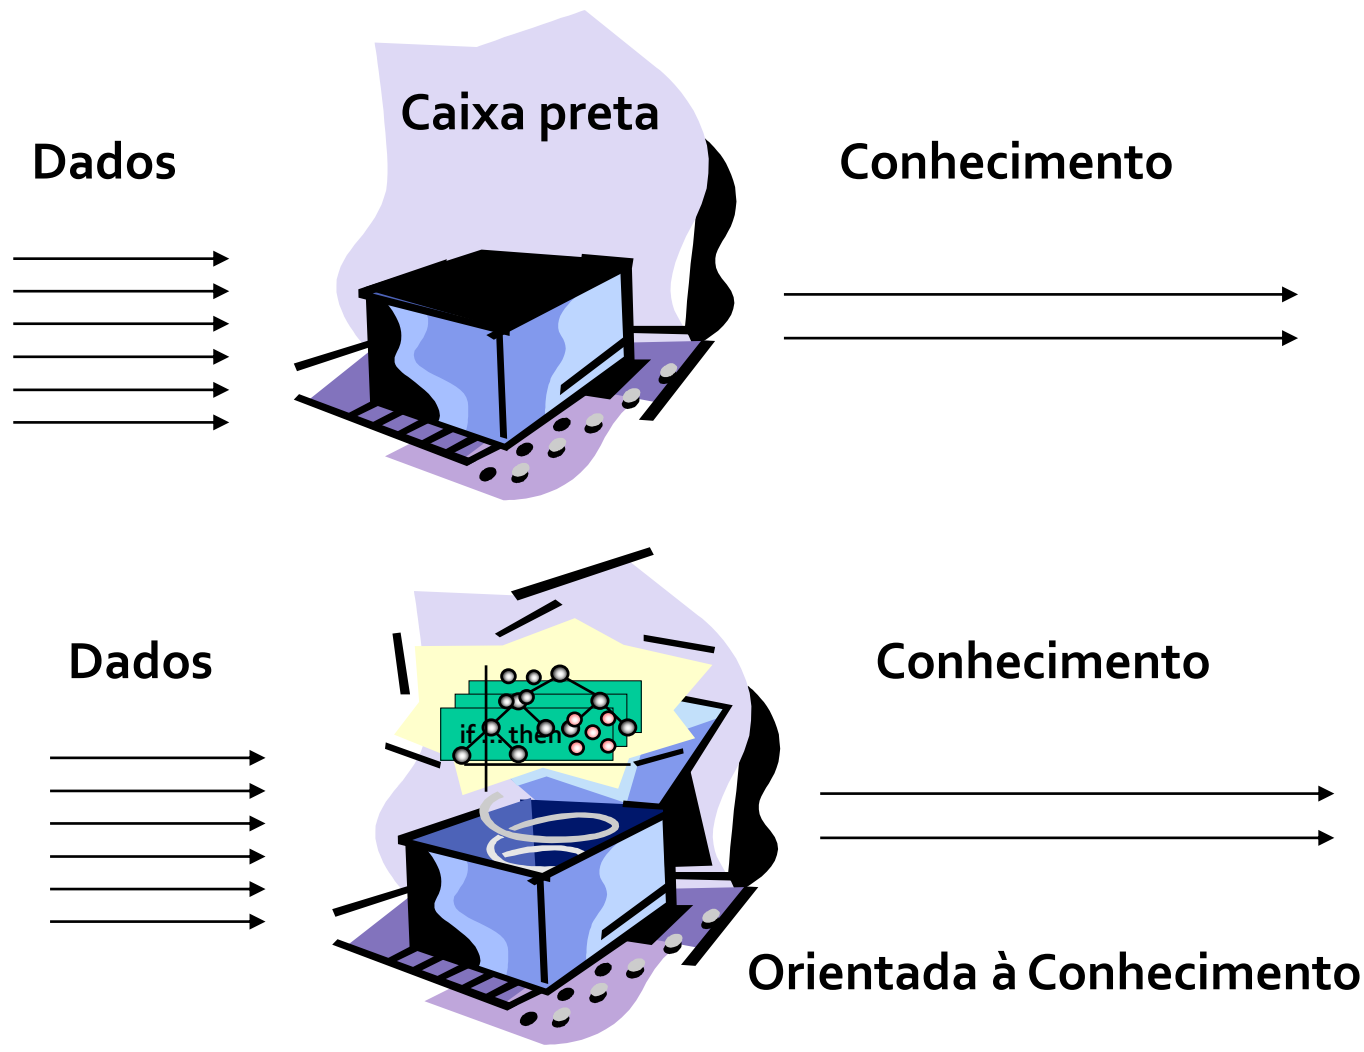 Caixa preta
Dados
Conhecimento
Dados
Conhecimento
if ... then
Orientada à Conhecimento